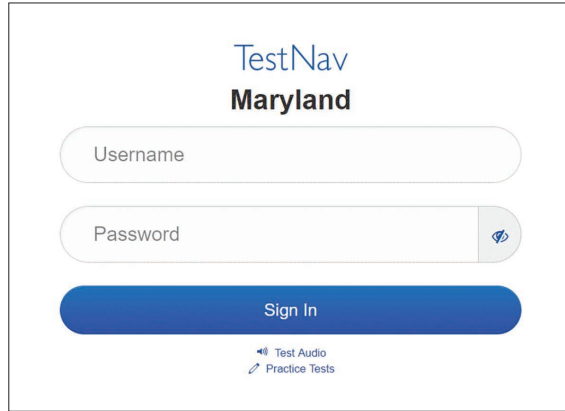 TestNav
Maryland
Username
Password
Sign In
Test Audio
Practice Tests